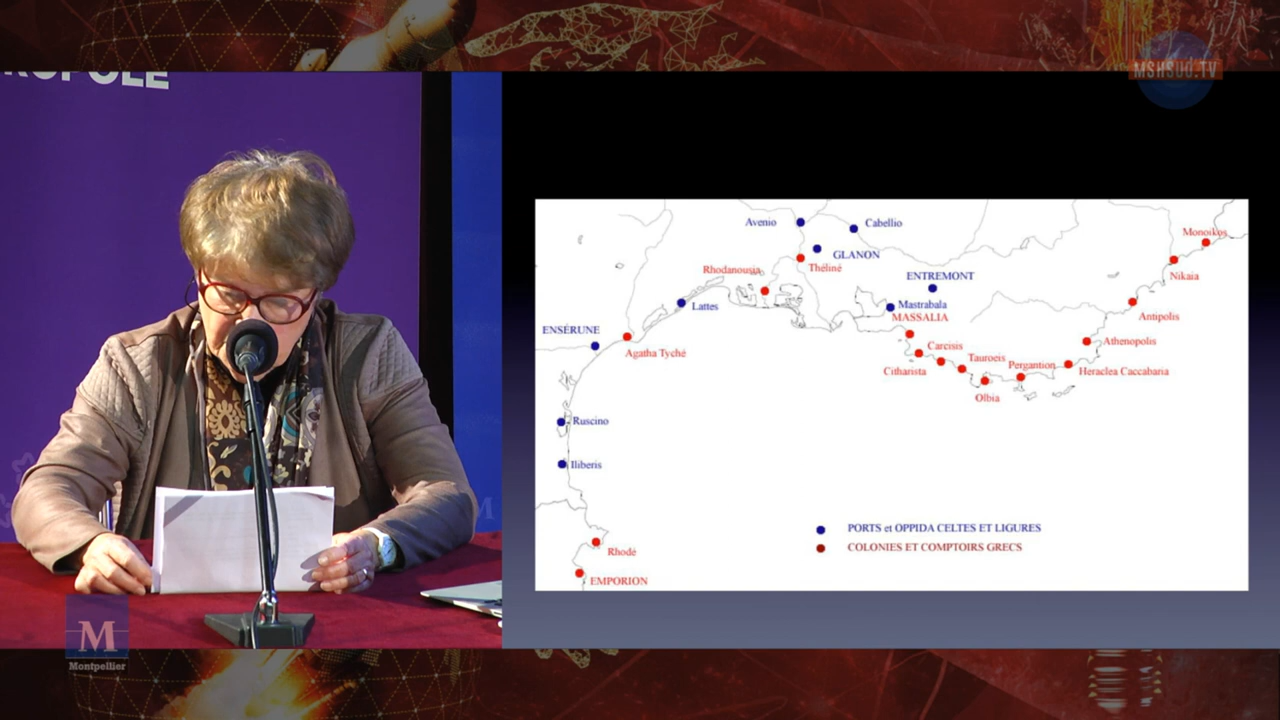 MSHSUD.TV
Avenio
Cabellio
GLANON
Monoikos
Rhodanousia
Théliné
Nikaia
ENTREMONT
Lattes
Mastrabala
MASSALIA
Antipolis
ENSÉRUNE
Agatha Tyché
Carcisis
Athenopolis
Tauroeis
Citharista
Pergantion
Heraclea Caccabaria
Olbia
Ruscino
Iliberis
PORTS et OPPIDA CELTES ET LIGURES
COLONIES ET COMPTOIRS GRECS
Rhodé
EMPORION
M
Montpellier